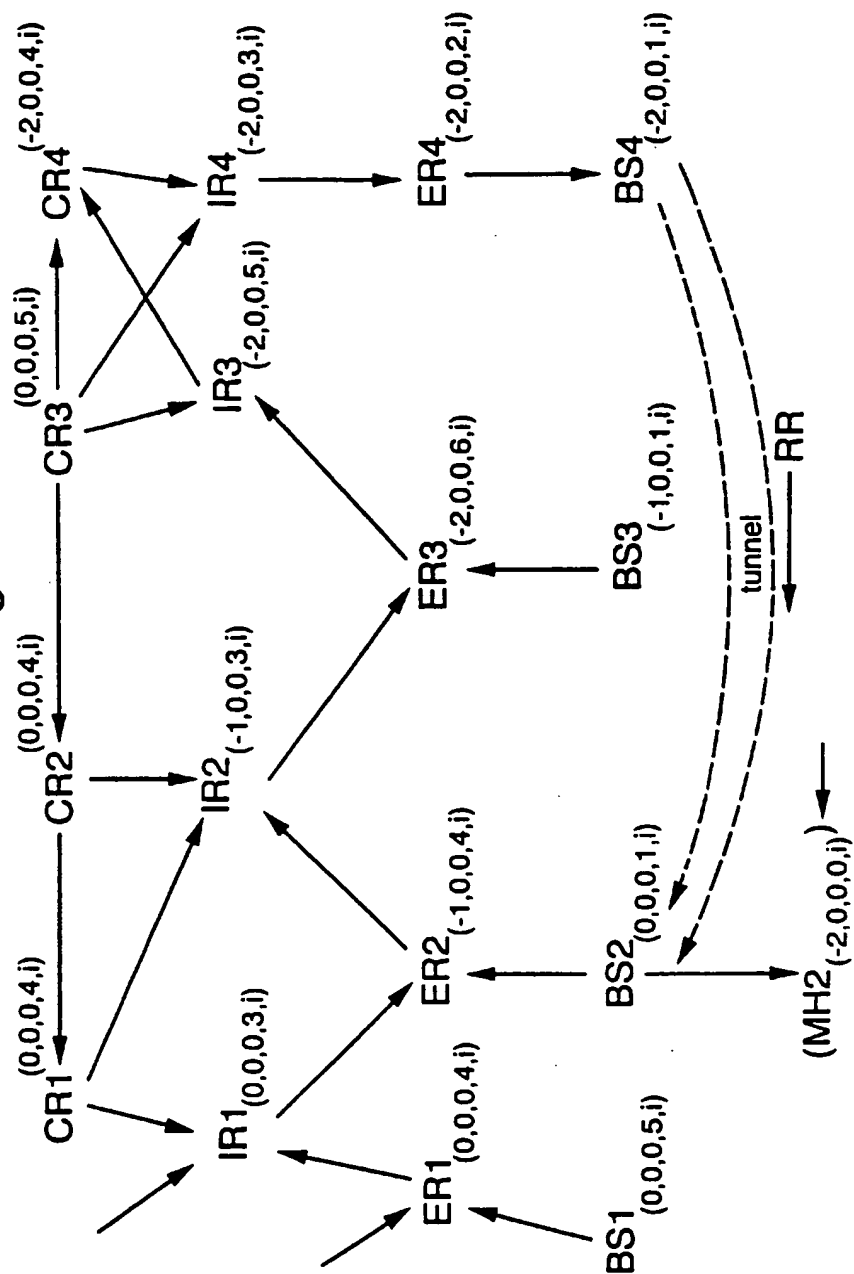 CR1(0,0,0,4,i)
CR2(0,0,0,4,i)
CR3(0,0,0,5,i)
CR4(-2,0,0,4,i)
IR1(0,0,0,3,i)
IR2(-1,0,0,3,i)
IR3(-2,0,0,5,i)
IR4(-2,0,0,3,i)
ER1(0,0,0,4,i)
ER2(-1,0,0,4,i)
ER3(-2,0,0,6,i)
ER4(-2,0,0,2,i)
BS1(0,0,0,5,i)
BS2(0,0,0,1,i)
BS3(-1,0,0,1,i)
BS4(-2,0,0,1,i)
tunnel
RR
(MH2(-2,0,0,0,i))